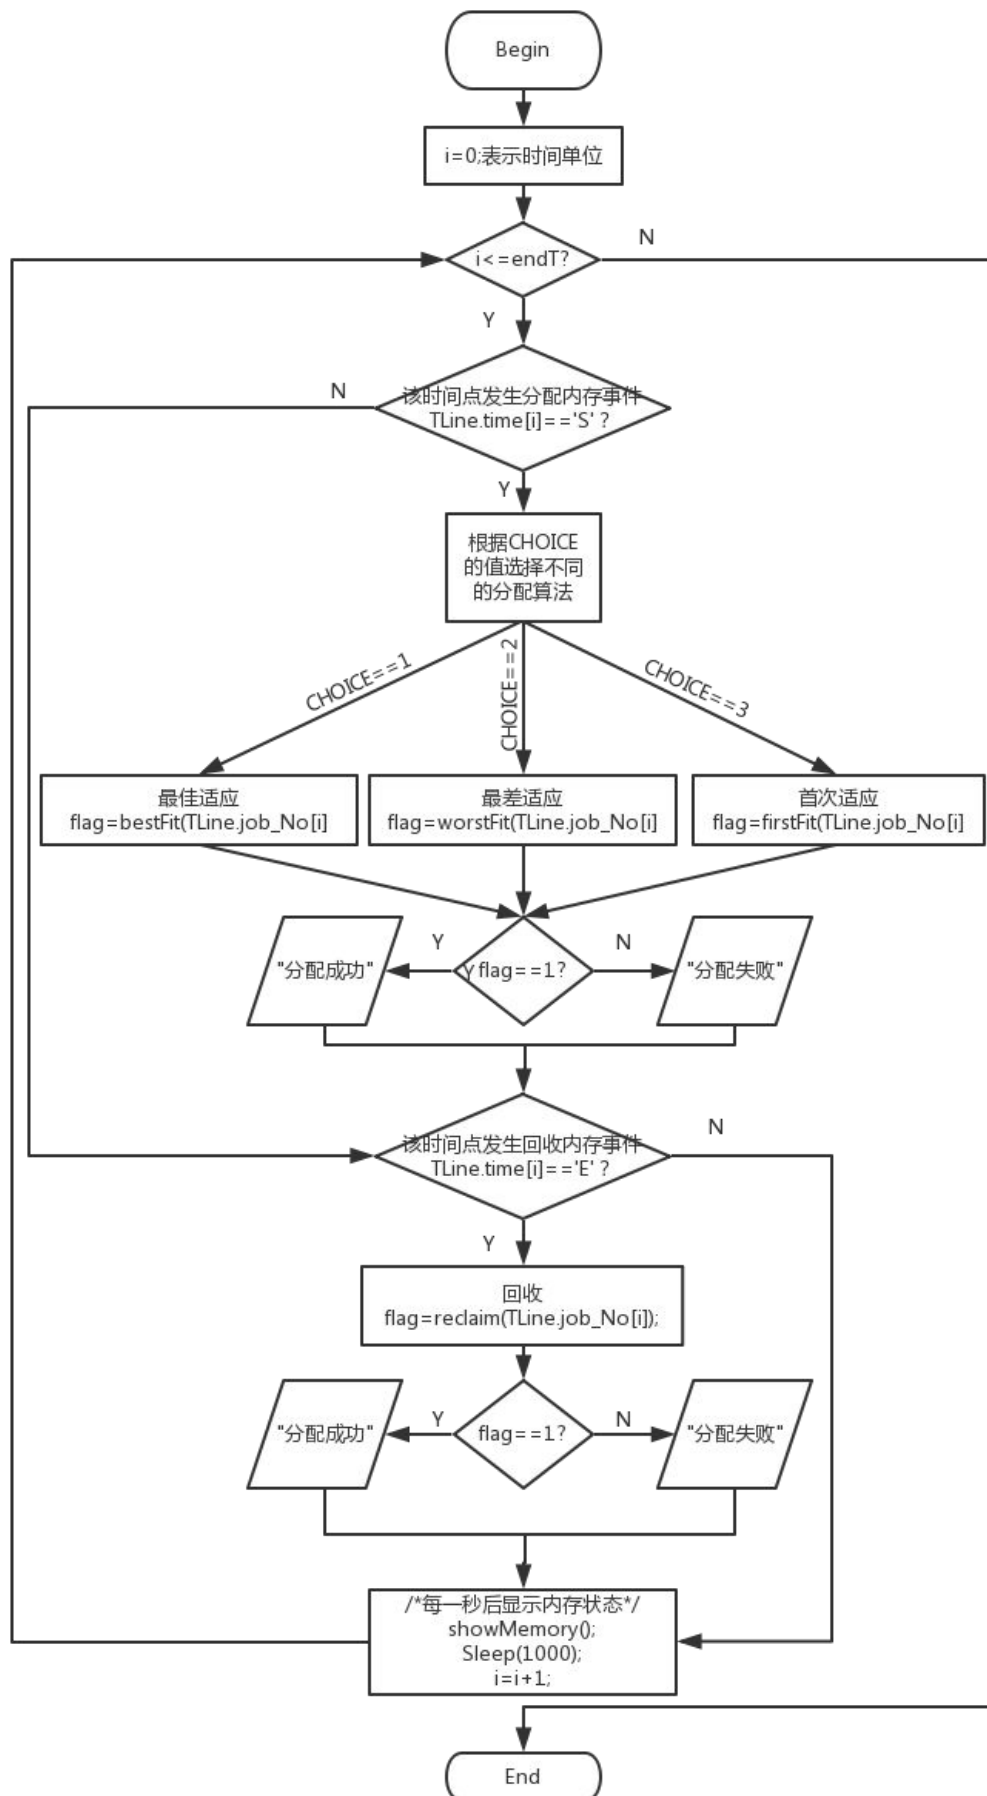 Begin
i=0;表示时间单位
i<=endT?
N
Y
该时间点发生分配内存事件
TLine.time[i]=='S' ?
N
Y
根据CHOICE
的值选择不同
的分配算法
CHOICE==1
CHOICE==2
CHOICE==3
最佳适应
flag=bestFit(TLine.job_No[i]
最差适应
flag=worstFit(TLine.job_No[i]
首次适应
flag=firstFit(TLine.job_No[i]
"分配成功"
Y
Y
flag==1?
N
"分配失败"
该时间点发生回收内存事件
TLine.time[i]=='E' ?
N
Y
回收
flag=reclaim(TLine.job_No[i]);
"分配成功"
Y
flag==1?
N
"分配失败"
/*每一秒后显示内存状态*/
showMemory();
Sleep(1000);
i=i+1;
End